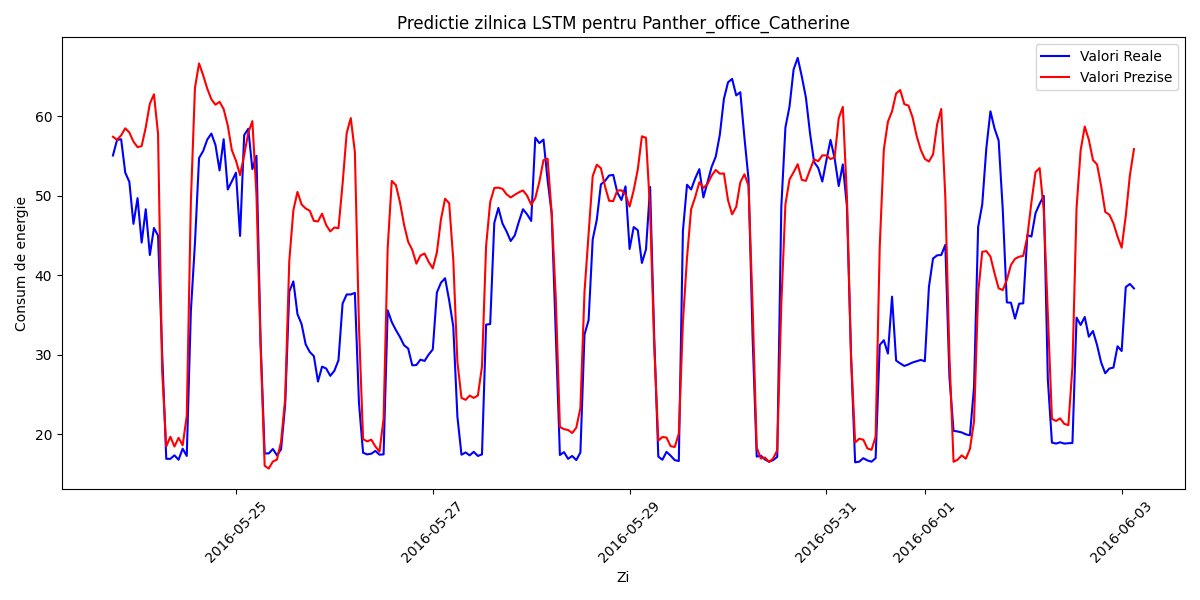 Predictie zilnica LSTM pentru Panther_office_Catherine
Valori Reale
Valori Prezise
Consum de energie
60
50
40
30
20
2016-05-25
2016-05-27
2016-05-29
2016-05-31
2016-06-01
2016-06-03
Zi